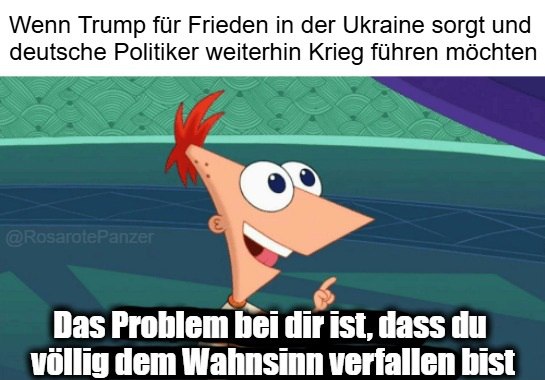 Wenn Trump für Frieden in der Ukraine sorgt und
deutsche Politiker weiterhin Krieg führen möchten
@RosarotePanzer
Das Problem bei dir ist, dass du
völlig dem Wahnsinn verfallen bist